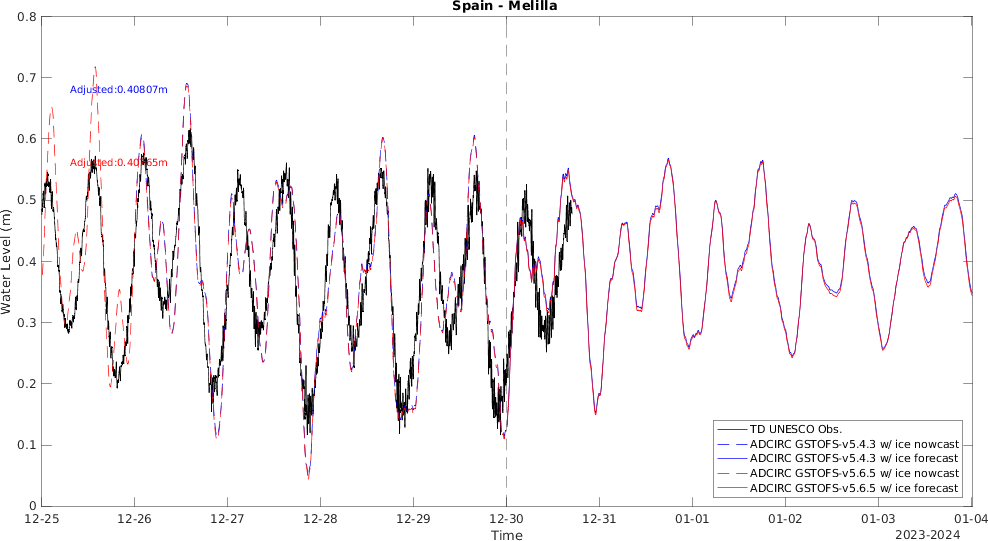 Spain - Melilla
0.8
0.7
0.6
0.5
0.4
0.3
0.2
0.1
0
Water Level (m)
Adjusted:0.40807m
12-25
12-26
12-27
12-28
12-29
12-30
12-31
01-01
01-02
01-03
01-04
Time
2023-2024
TD UNESCO Obs.
ADCIRC GSTOFS-v5.4.3 w/ ice nowcast
ADCIRC GSTOFS-v5.4.3 w/ ice forecast
ADCIRC GSTOFS-v5.6.5 w/ ice nowcast
ADCIRC GSTOFS-v5.6.5 w/ ice forecast